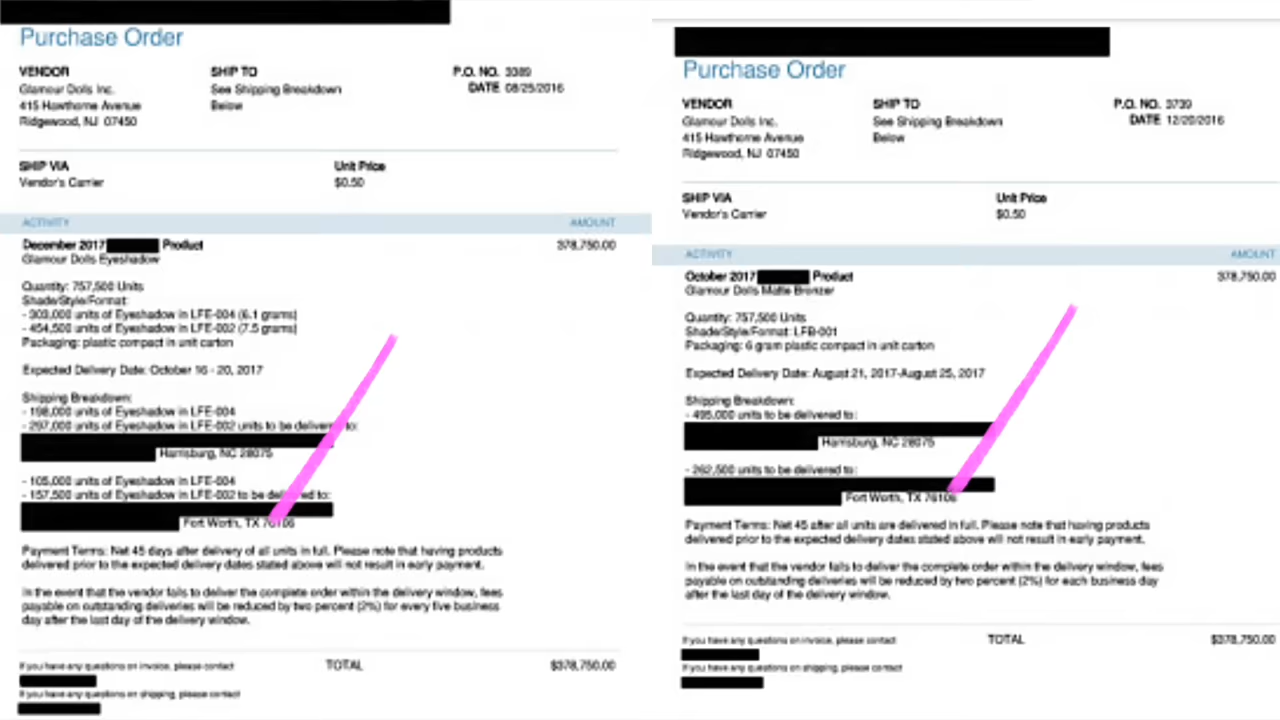 Purchase Order
VENDOR
Glamour Dolls Inc.
415 Hawthorne Avenue
Ridgewood, NJ 07450
SHIP TO
See Shipping Breakdown
Below
P.O. NO. 3389
DATE 08/25/2016
SHIP VIA
Vendor's Carrier
Unit Price
$0.50
ACTIVITY AMOUNT
December 2017 Product 378,750.00
Glamour Dolls Eyeshadow
Quantity: 757,500 Units
Shade/Style/Format:
- 303,000 units of Eyeshadow in LFE-004 (6.1 grams)
- 454,500 units of Eyeshadow in LFE-002 (7.5 grams)
Packaging: plastic compact in unit carton
Expected Delivery Date: October 16 - 20, 2017
Shipping Breakdown:
- 198,000 units of Eyeshadow in LFE-004
- 297,000 units of Eyeshadow in LFE-002 units to be delivered to:
Harrisburg, NC 28075
- 105,000 units of Eyeshadow in LFE-004
- 157,500 units of Eyeshadow in LFE-002 to be delivered to:
Fort Worth, TX 76106
Payment Terms: Net 45 days after delivery of all units in full. Please note that having products
delivered prior to the expected delivery dates stated above will not result in early payment.
In the event that the vendor fails to deliver the complete order within the delivery window, fees
payable on outstanding deliveries will be reduced by two percent (2%) for every five business
day after the last day of the delivery window.
If you have any questions on invoice, please contact
TOTAL $378,750.00
If you have any questions on shipping, please contact
Purchase Order
VENDOR
Glamour Dolls Inc.
415 Hawthorne Avenue
Ridgewood, NJ 07450
SHIP TO
See Shipping Breakdown
Below
P.O. NO. 3739
DATE 12/20/2016
SHIP VIA
Vendor's Carrier
Unit Price
$0.50
ACTIVITY AMOUNT
October 2017 Product 378,750.00
Glamour Dolls Matte Bronzer
Quantity: 757,500 Units
Shade/Style/Format: LFB-001
Packaging: 6 gram plastic compact in unit carton
Expected Delivery Date: August 21, 2017-August 25, 2017
Shipping Breakdown:
- 495,000 units to be delivered to:
Harrisburg, NC 28075
- 262,500 units to be delivered to:
Fort Worth, TX 76106
Payment Terms: Net 45 after all units are delivered in full. Please note that having products
delivered prior to the expected delivery dates stated above will not result in early payment.
In the event that the vendor fails to deliver the complete order within the delivery window, fees
payable on outstanding deliveries will be reduced by two percent (2%) for each business day
after the last day of the delivery window.
If you have any questions on invoice, please contact
TOTAL $378,750.00
If you have any questions on shipping, please contact